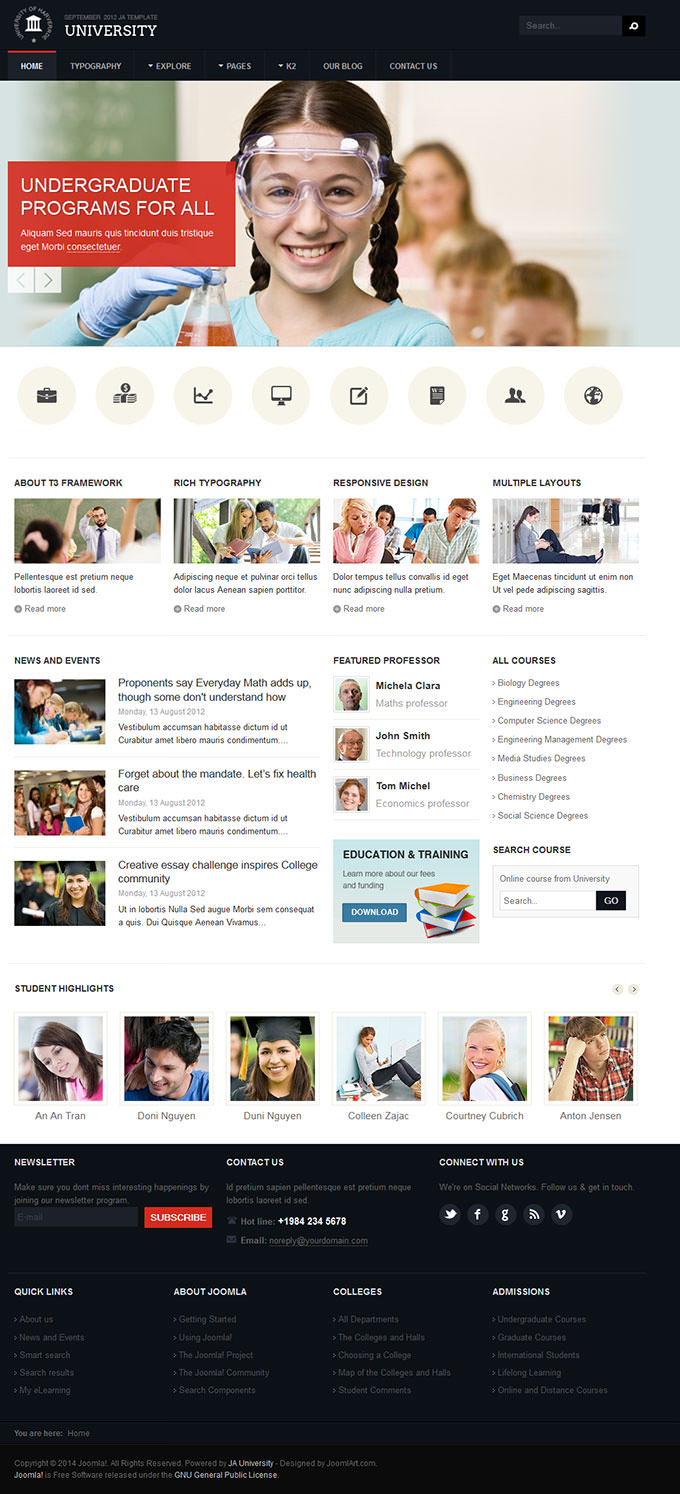 UNIVERSITY OF HARVERDE
SEPTEMBER 2012 JA TEMPLATE
UNIVERSITY
Search...
HOME
TYPOGRAPHY
EXPLORE
PAGES
K2
OUR BLOG
CONTACT US
UNDERGRADUATE
PROGRAMS FOR ALL
Aliquam Sed mauris quis tincidunt duis tristique
eget Morbi consectetuer.
ABOUT T3 FRAMEWORK
Pellentesque est pretium neque
lobortis laoreet id sed.
Read more
RICH TYPOGRAPHY
Adipiscing neque et pulvinar orci tellus
dolor lacus Aenean sapien porttitor.
Read more
RESPONSIVE DESIGN
Dolor tempus tellus convallis id eget
nunc adipiscing nulla pretium.
Read more
MULTIPLE LAYOUTS
Eget Maecenas tincidunt ut enim non
Ut vel pede adipiscing sagittis.
Read more
NEWS AND EVENTS
Proponents say Everyday Math adds up,
though some don't understand how
Monday, 13 August 2012
Vestibulum accumsan habitasse dictum id ut
Curabitur amet libero mauris condimentum....
Forget about the mandate. Let's fix health
care
Monday, 13 August 2012
Vestibulum accumsan habitasse dictum id ut
Curabitur amet libero mauris condimentum....
Creative essay challenge inspires College
community
Monday, 13 August 2012
Ut in lobortis Nulla Sed augue Morbi sem consequat
a quis. Dui Quisque Aenean Vivamus...
FEATURED PROFESSOR
Michela Clara
Maths professor
John Smith
Technology professor
Tom Michel
Economics professor
EDUCATION & TRAINING
Learn more about our fees
and funding
DOWNLOAD
ALL COURSES
Biology Degrees
Engineering Degrees
Computer Science Degrees
Engineering Management Degrees
Media Studies Degrees
Business Degrees
Chemistry Degrees
Social Science Degrees
SEARCH COURSE
Online course from University
Search...
GO
STUDENT HIGHLIGHTS
An An Tran
Doni Nguyen
Duni Nguyen
Colleen Zajac
Courtney Cubrich
Anton Jensen
NEWSLETTER
Make sure you dont miss interesting happenings by
joining our newsletter program.
E-mail
SUBSCRIBE
CONTACT US
Id pretium sapien pellentesque est pretium neque
lobortis laoreet id sed.
Hot line: +1984 234 5678
Email: noreply@yourdomain.com
CONNECT WITH US
We're on Social Networks. Follow us & get in touch.
QUICK LINKS
About us
News and Events
Smart search
Search results
My eLearning
ABOUT JOOMLA
Getting Started
Using Joomla!
The Joomla! Project
The Joomla! Community
Search Components
COLLEGES
All Departments
The Colleges and Halls
Choosing a College
Map of the Colleges and Halls
Student Comments
ADMISSIONS
Undergraduate Courses
Graduate Courses
International Students
Lifelong Learning
Online and Distance Courses
You are here: Home
Copyright © 2014 Joomla!. All Rights Reserved. Powered by JA University - Designed by JoomlArt.com.
Joomla! is Free Software released under the GNU General Public License.